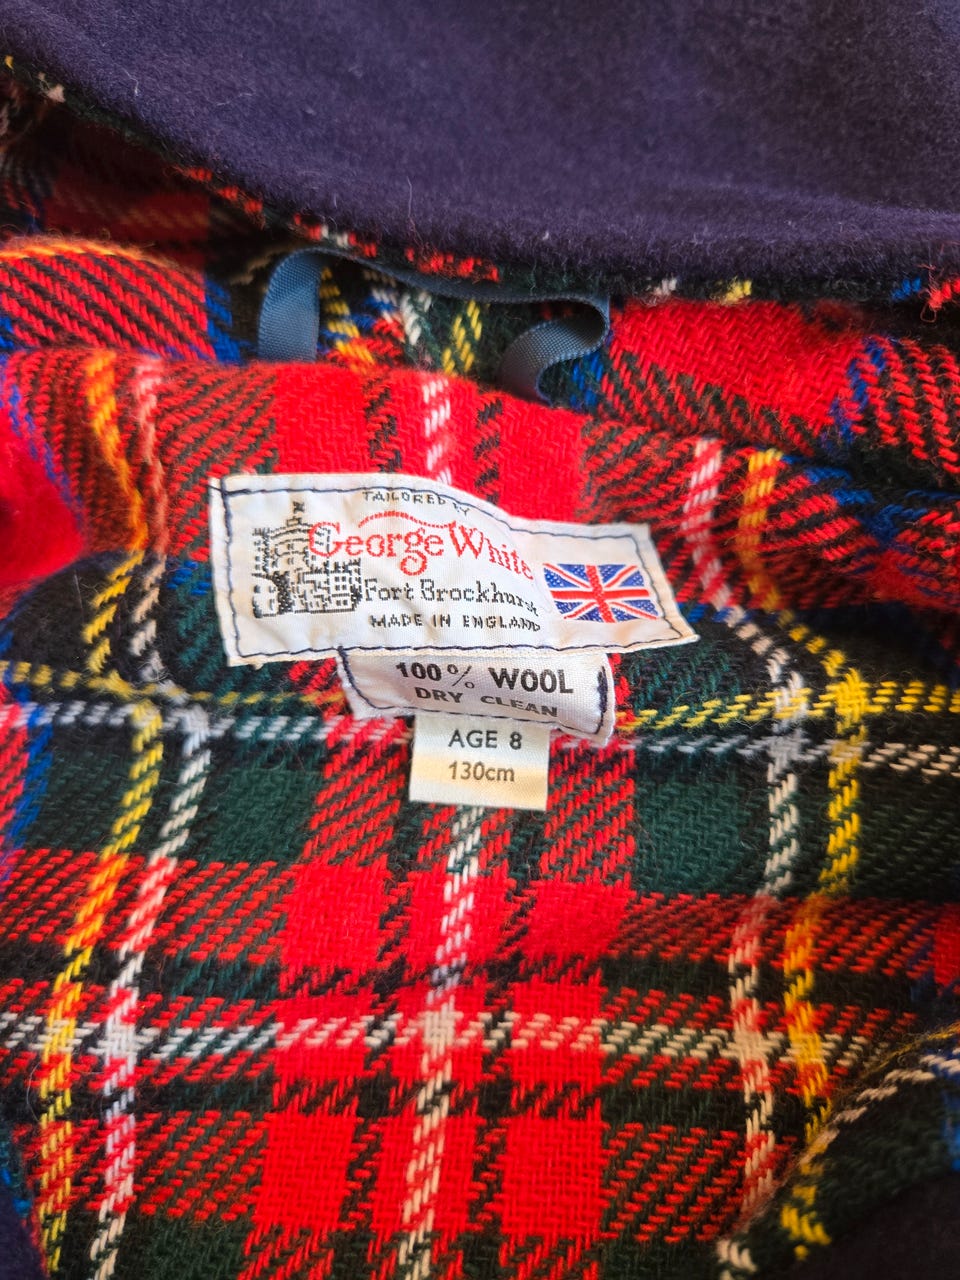 TAILORED BY
George White
Fort Brockhurst
MADE IN ENGLAND
100% WOOL
DRY CLEAN
AGE 8
130cm